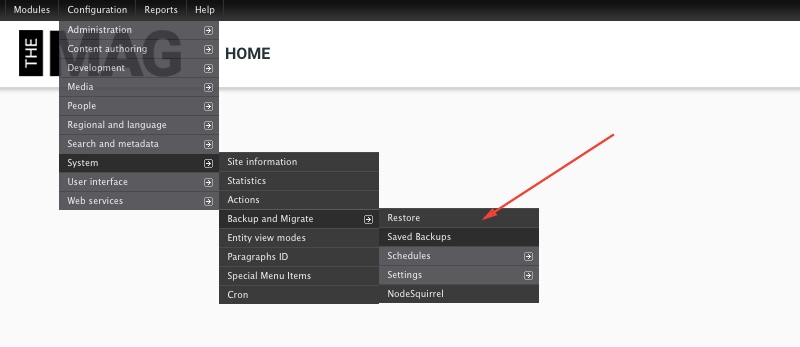 Modules Configuration Reports Help
THE MAG HOME
Administration
Content authoring
Development
Media
People
Regional and language
Search and metadata
System
User interface
Web services
Site information
Statistics
Actions
Backup and Migrate
Entity view modes
Paragraphs ID
Special Menu Items
Cron
Restore
Saved Backups
Schedules
Settings
NodeSquirrel